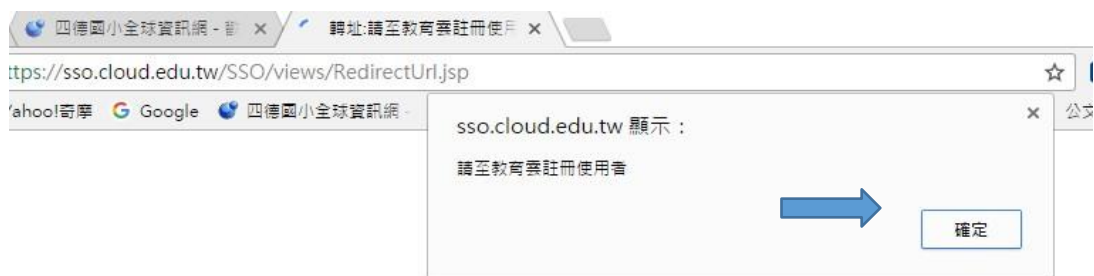 四德國小全球資訊網 -
轉址:請至教育雲註冊使用
ttps://sso.cloud.edu.tw/SSO/views/RedirectUrl.jsp
Yahoo!奇摩 Google 四德國小全球資訊網 -
公文
sso.cloud.edu.tw 顯示：
請至教育雲註冊使用者
確定